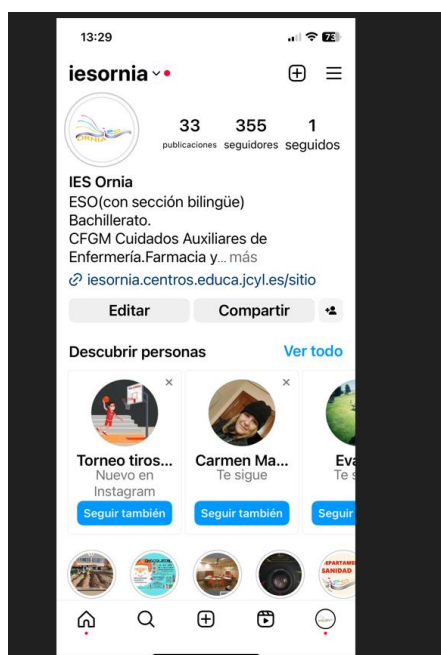 13:29
73
iesornia
33 355 1
publicaciones seguidores seguidos
IES Ornia
ESO(con sección bilingüe)
Bachillerato.
CFGM Cuidados Auxiliares de
Enfermería.Farmacia y... más
iesornia.centros.educa.jcyl.es/sitio
Editar Compartir
Descubrir personas Ver todo
Torneo tiros... Carmen Ma... Eva
Nuevo en Te sigue Te s
Instagram
Seguir también Seguir también Seguir
SANIDAD